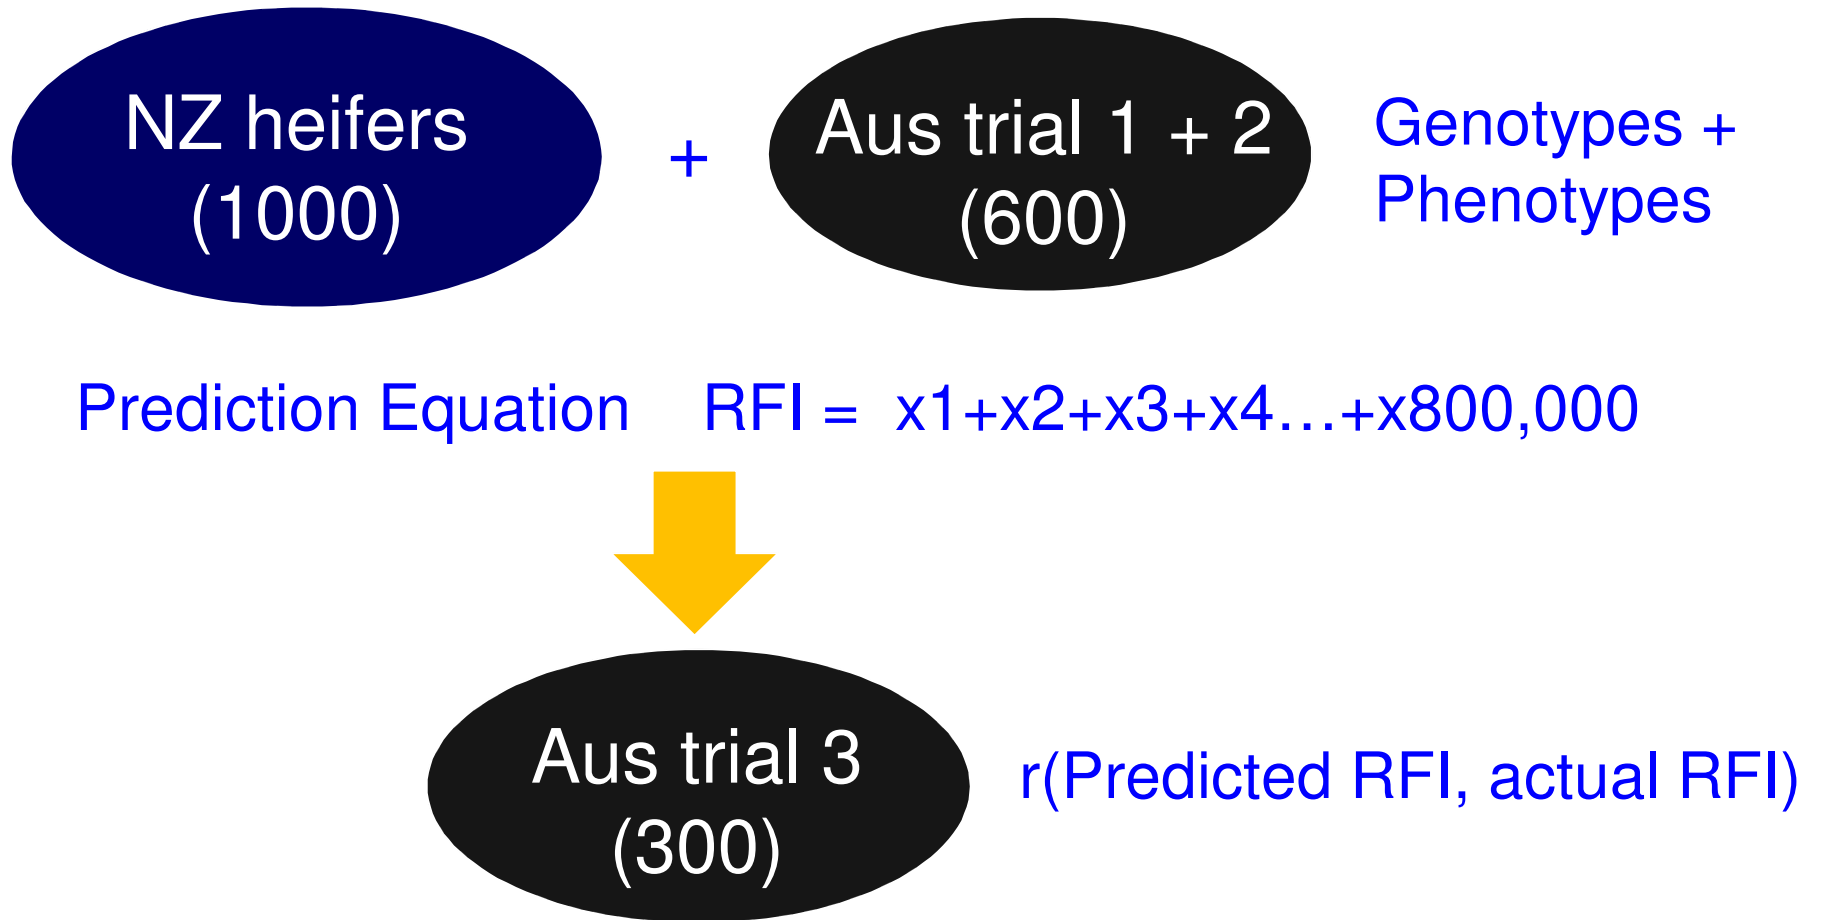 NZ heifers
(1000)
+
Aus trial 1 + 2
(600)
Genotypes +
Phenotypes
Prediction Equation RFI = x1+x2+x3+x4…+x800,000
Aus trial 3
(300)
r(Predicted RFI, actual RFI)